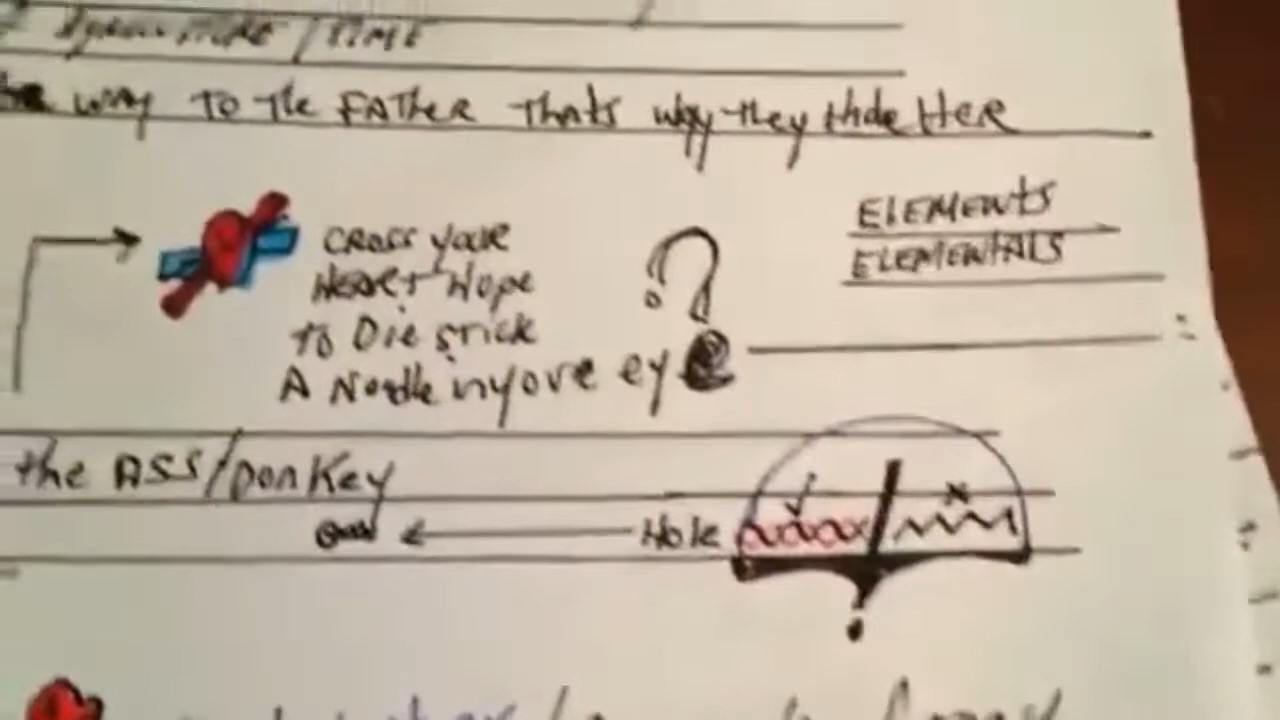 / TIME
WAY TO THE FATHER THATS WHY THEY HIDE HER
CROSS YOUR
HEART HOPE
TO DIE STICK
A Needle in yore eye
?
ELEMENTS
ELEMENTALS
the ASS/DonKey
Hole